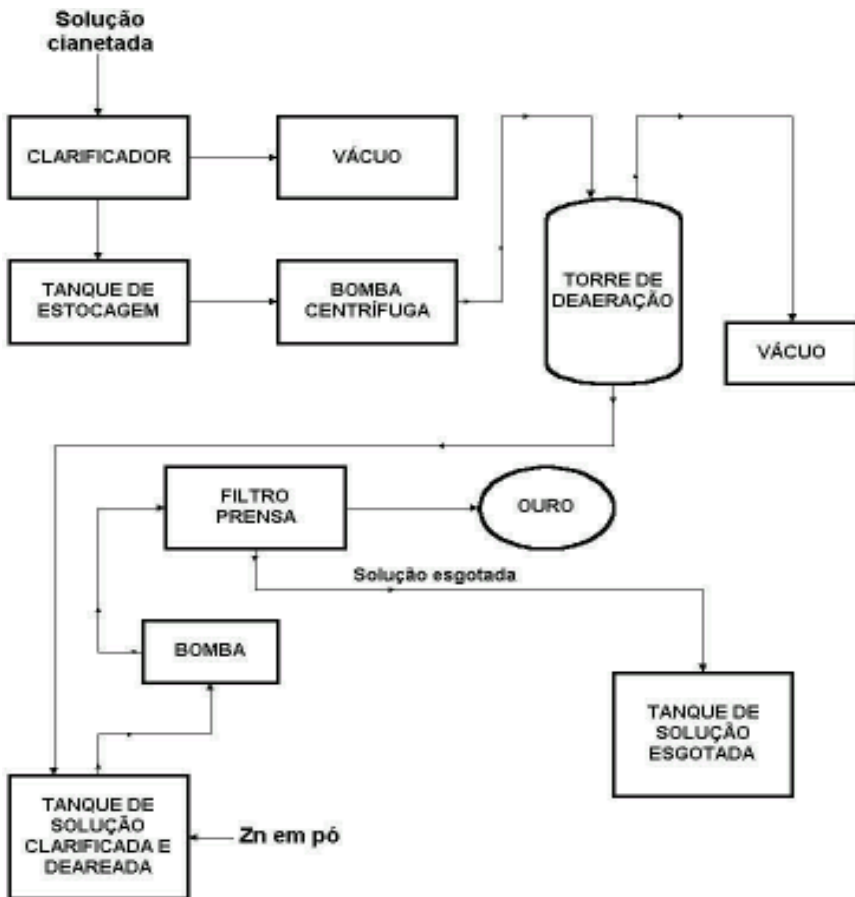 Solução
cianetada
CLARIFICADOR
VÁCUO
TANQUE DE
ESTOCAGEM
BOMBA
CENTRÍFUGA
TORRE DE
DEAERAÇÃO
VÁCUO
FILTRO
PRENSA
OURO
Solução esgotada
BOMBA
TANQUE DE
SOLUÇÃO
ESGOTADA
TANQUE DE
SOLUÇÃO
CLARIFICADA E
DEAREADA
Zn em pó